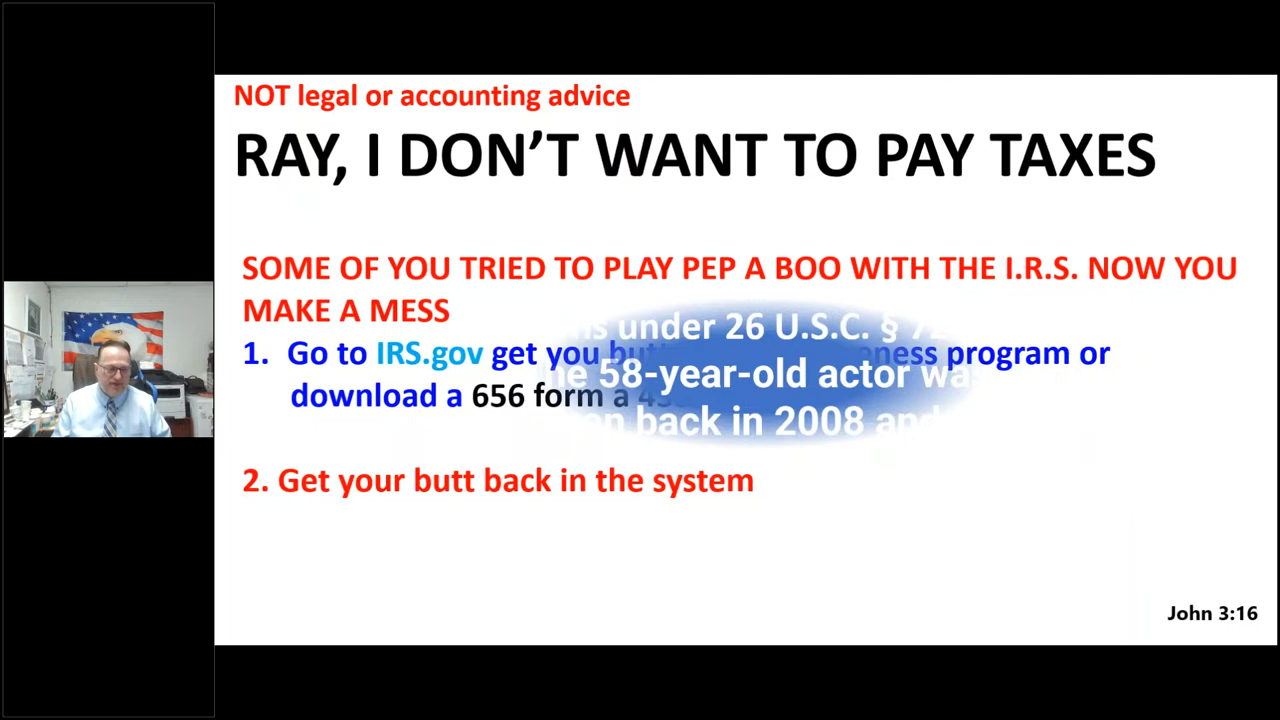 NOT legal or accounting advice
RAY, I DON'T WANT TO PAY TAXES
SOME OF YOU TRIED TO PLAY PEP A BOO WITH THE I.R.S. NOW YOU
MAKE A MESS
1. Go to IRS.gov get you program or
download a 656 form a
under 26 U.S.C. §
58-year-old actor
back in 2008
2. Get your butt back in the system
John 3:16